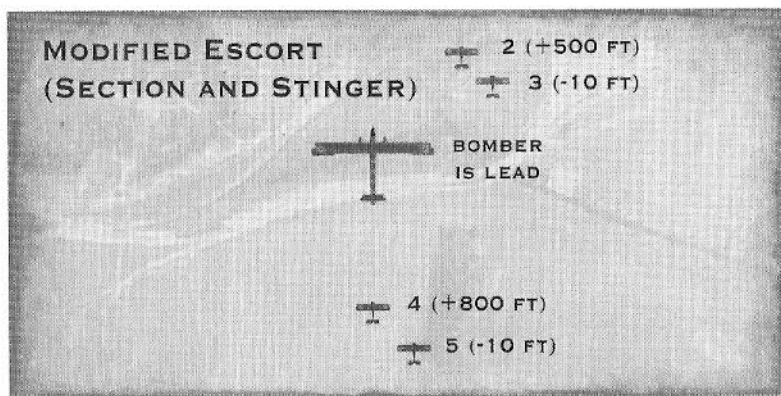 MODIFIED ESCORT
(SECTION AND STINGER)
2 (+500 FT)
3 (-10 FT)
BOMBER
IS LEAD
4 (+800 FT)
5 (-10 FT)